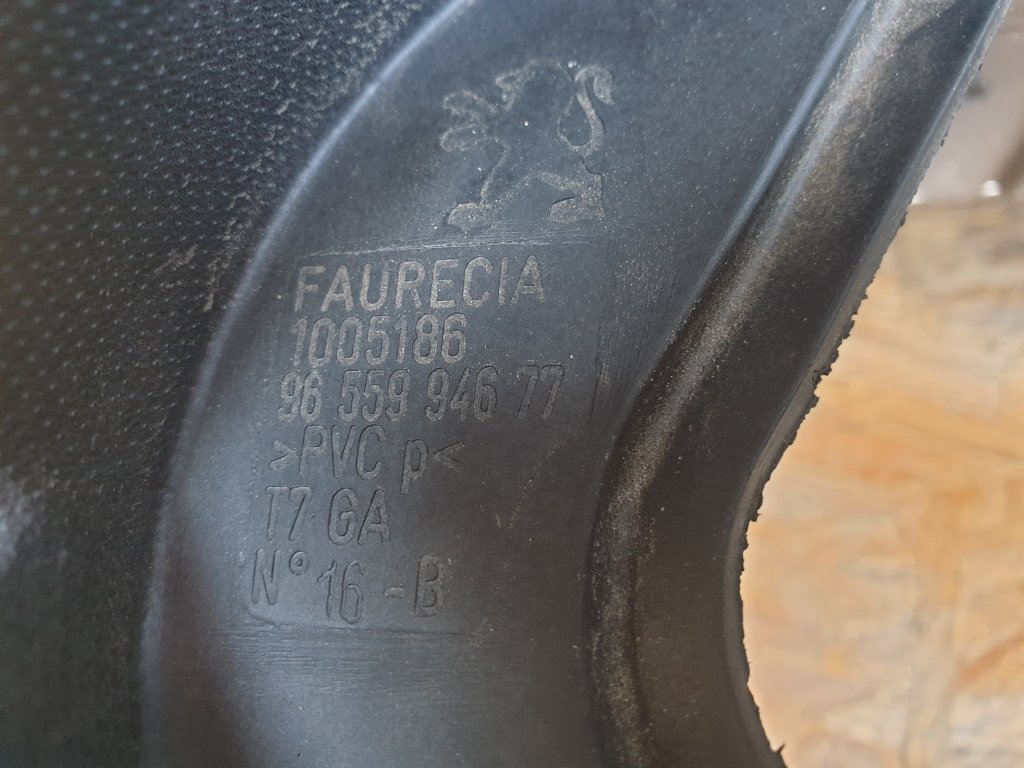 FAURECIA
1005186
96 559 946 77
>PVC p<
T7 GA
N° 16 - B